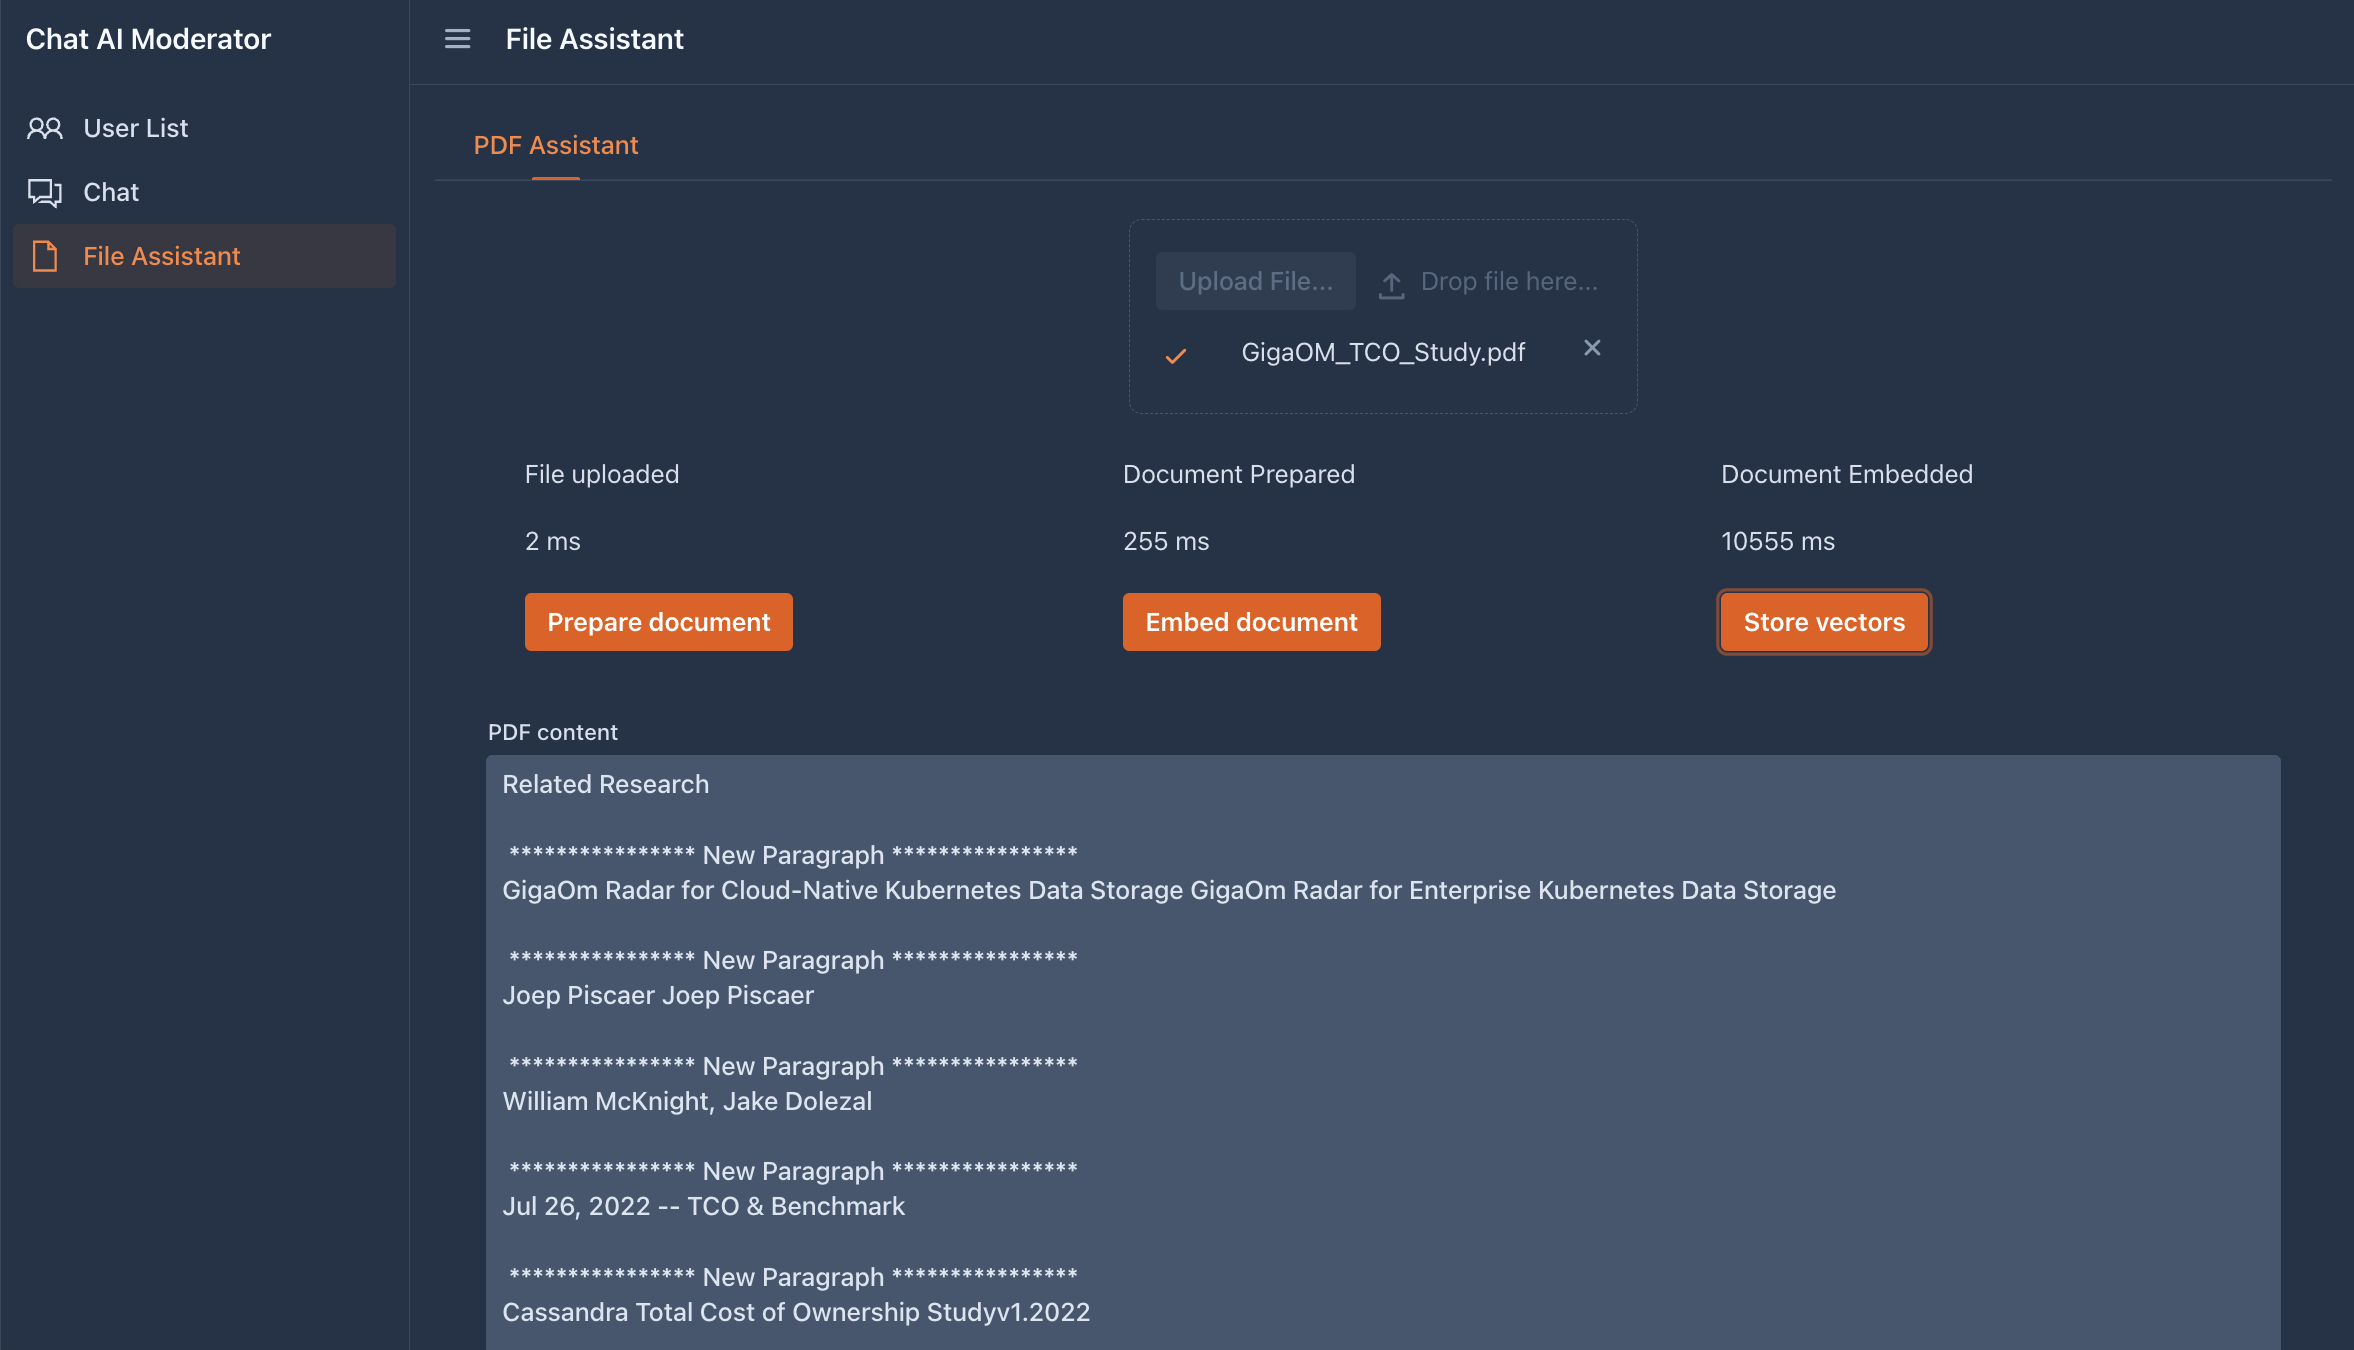 Chat AI Moderator
User List
Chat
File Assistant
File Assistant
PDF Assistant
Upload File...
Drop file here...
GigaOM_TCO_Study.pdf
File uploaded
2 ms
Prepare document
Document Prepared
255 ms
Embed document
Document Embedded
10555 ms
Store vectors
PDF content
Related Research
**************** New Paragraph ****************
GigaOm Radar for Cloud-Native Kubernetes Data Storage GigaOm Radar for Enterprise Kubernetes Data Storage
**************** New Paragraph ****************
Joep Piscaer Joep Piscaer
**************** New Paragraph ****************
William McKnight, Jake Dolezal
**************** New Paragraph ****************
Jul 26, 2022 -- TCO & Benchmark
**************** New Paragraph ****************
Cassandra Total Cost of Ownership Studyv1.2022